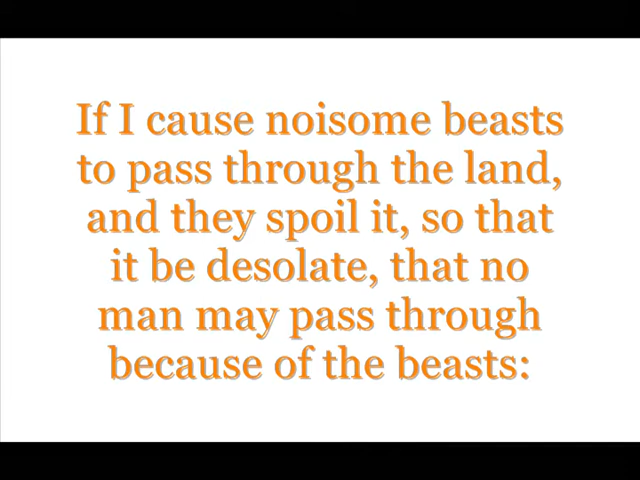 If I cause noisome beasts
to pass through the land,
and they spoil it, so that
it be desolate, that no
man may pass through
because of the beasts: